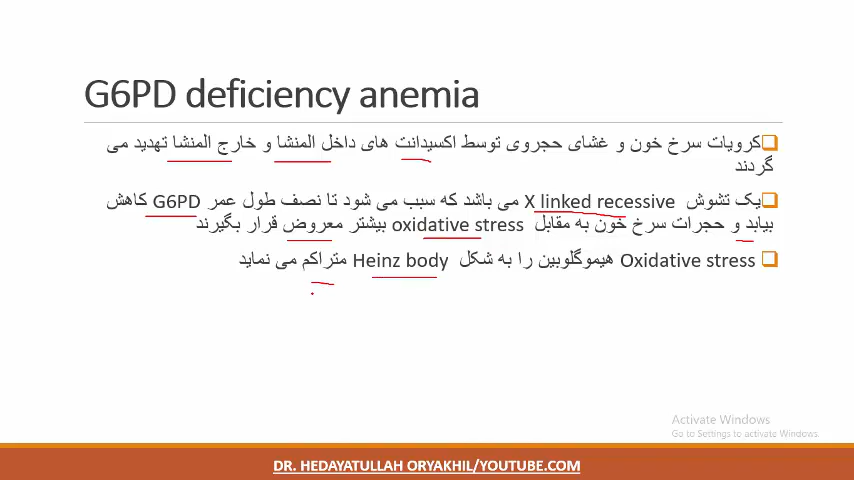 G6PD deficiency anemia
کرویات سرخ خون و غشای حجروی توسط اکسیدانت های داخل المنشا و خارج المنشا تهدید می
گردند
یک تشوش X linked recessive می باشد که سبب می شود تا نصف طول عمر G6PD کاهش
بیابد و حجرات سرخ خون به مقابل oxidative stress بیشتر معروض قرار بگیرند
Oxidative stress هیموگلوبین را به شکل Heinz body متراکم می نماید
Activate Windows
Go to Settings to activate Windows.
DR. HEDAYATULLAH ORYAKHIL/YOUTUBE.COM